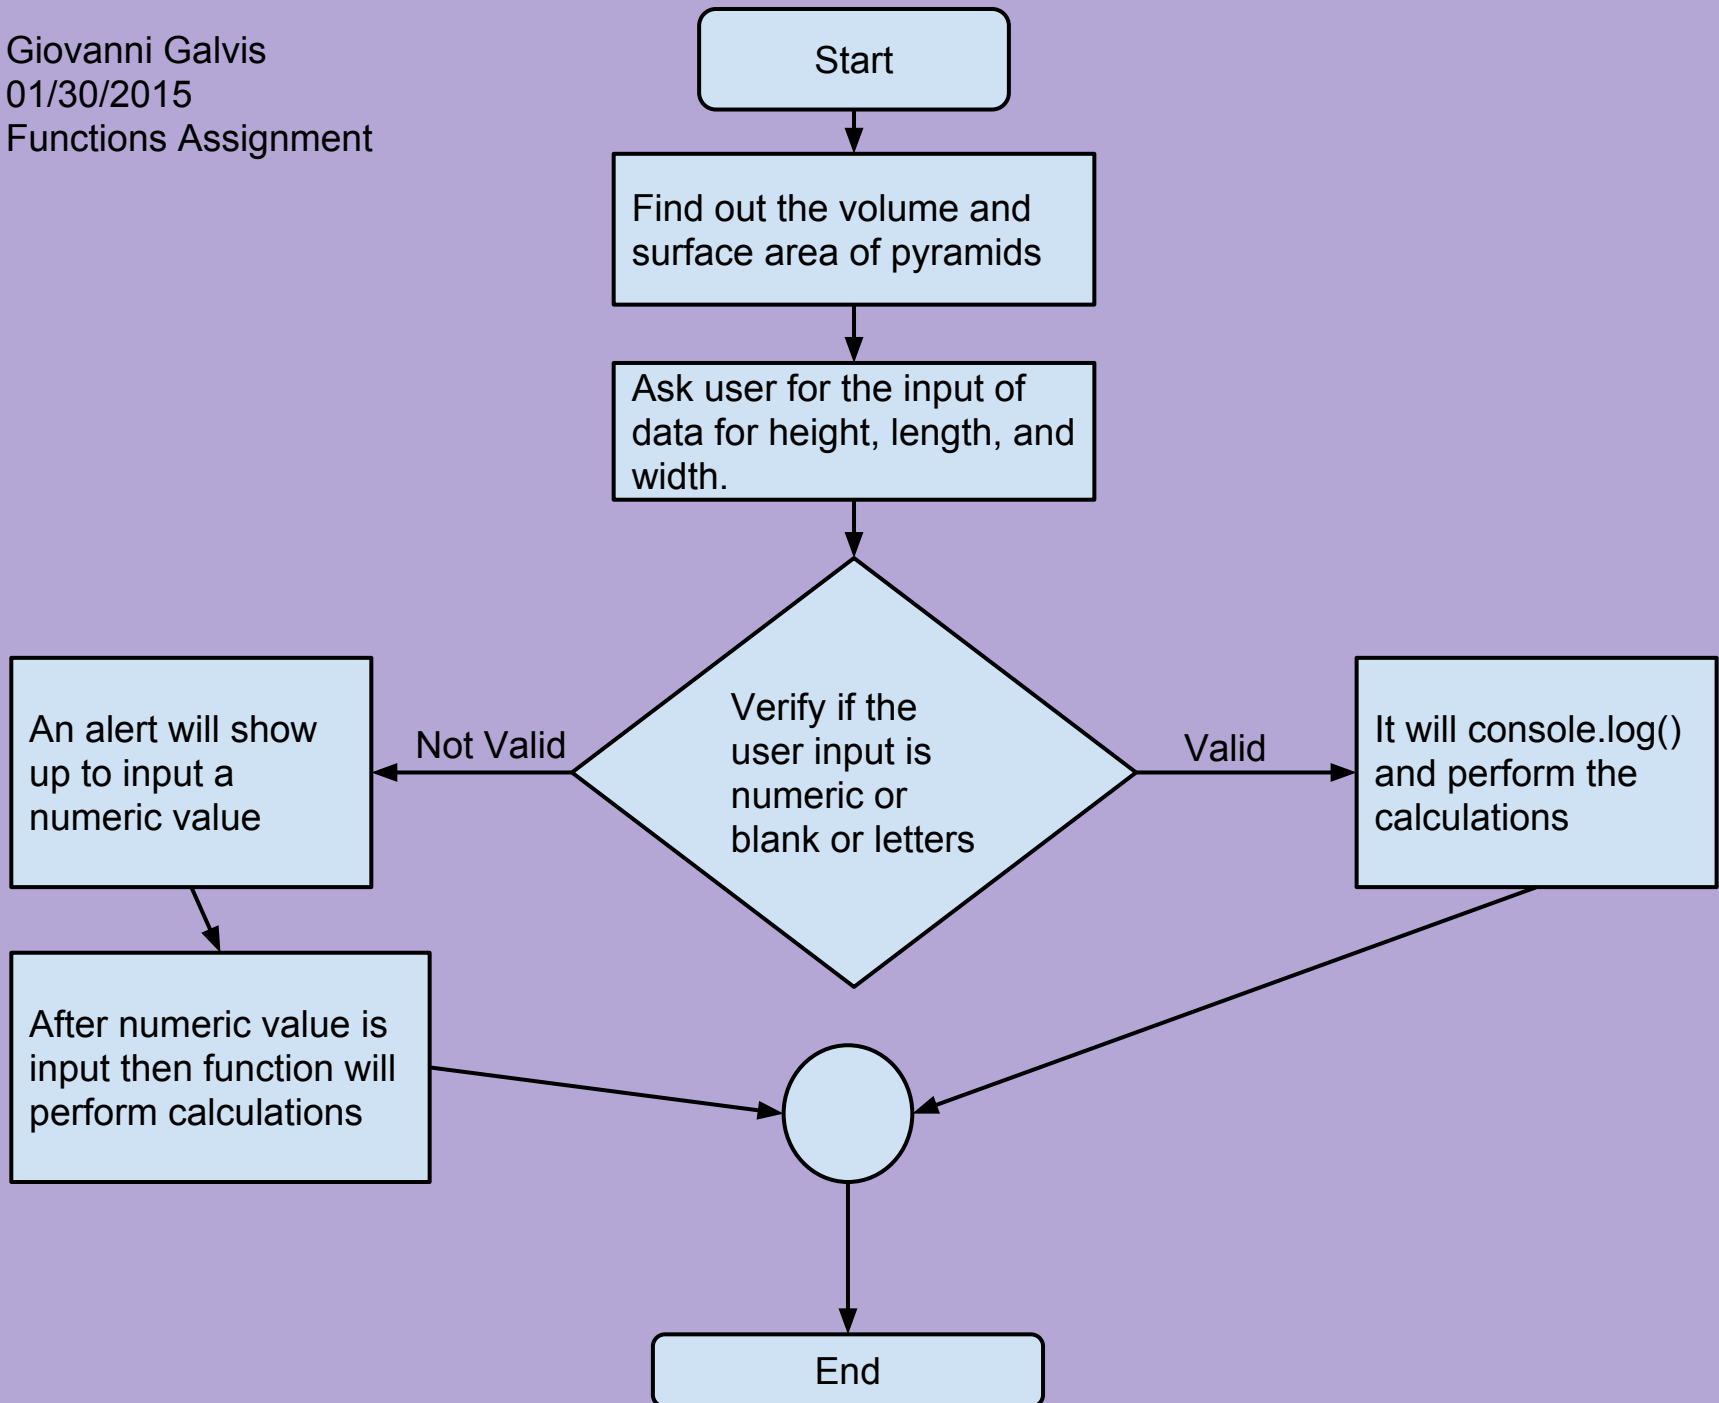 Giovanni Galvis
01/30/2015
Functions Assignment
Start
Find out the volume and
surface area of pyramids
Ask user for the input of
data for height, length, and
width.
Verify if the
user input is
numeric or
blank or letters
Not Valid
Valid
An alert will show
up to input a
numeric value
It will console.log()
and perform the
calculations
After numeric value is
input then function will
perform calculations
End